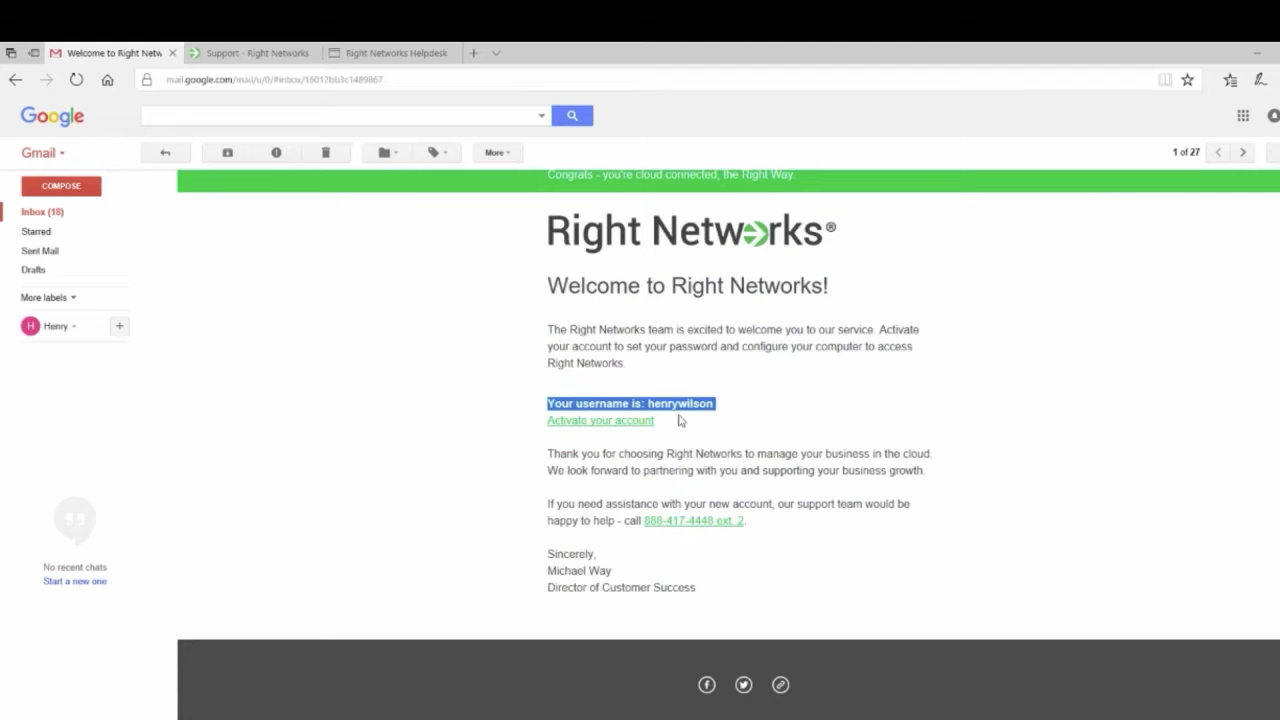 Welcome to Right Netw
Support - Right Networks
Right Networks Helpdesk
mail.google.com/mail/u/0/#inbox/16012bb3c1489867
Google
Gmail
More
1 of 27
COMPOSE
Inbox (18)
Starred
Sent Mail
Drafts
More labels
H Henry
No recent chats
Start a new one
Congrats - you're cloud connected, the Right Way.
Right Networks®
Welcome to Right Networks!
The Right Networks team is excited to welcome you to our service. Activate
your account to set your password and configure your computer to access
Right Networks.
Your username is: henrywilson
Activate your account
Thank you for choosing Right Networks to manage your business in the cloud.
We look forward to partnering with you and supporting your business growth.
If you need assistance with your new account, our support team would be
happy to help - call 888-417-4448 ext. 2.
Sincerely,
Michael Way
Director of Customer Success